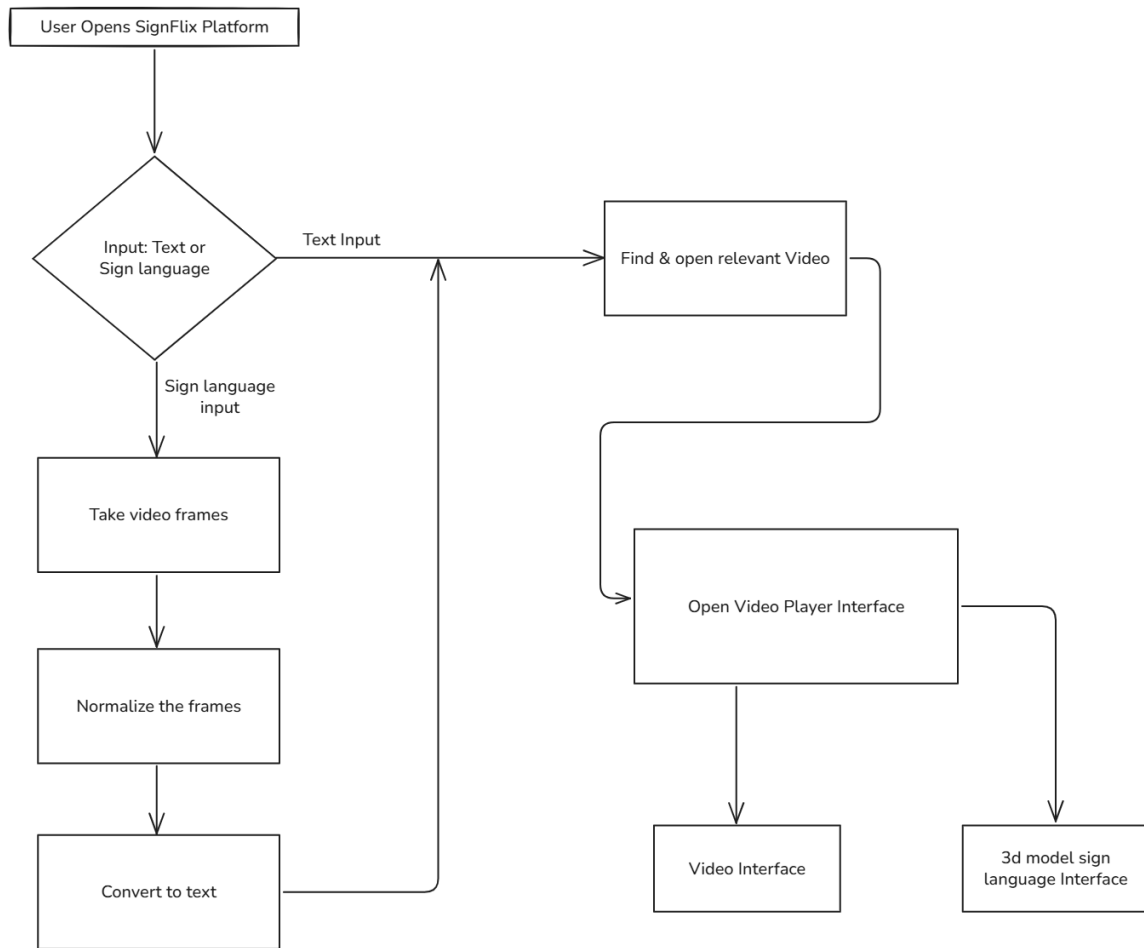 User Opens SignFlix Platform
Input: Text or
Sign language
Text Input
Find & open relevant Video
Sign language
input
Take video frames
Normalize the frames
Convert to text
Open Video Player Interface
Video Interface
3d model sign
language Interface